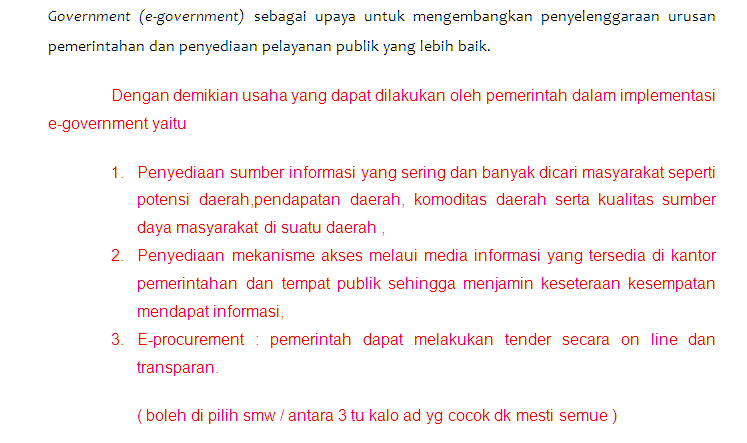 Government (e-government) sebagai upaya untuk mengembangkan penyelenggaraan urusan
pemerintahan dan penyediaan pelayanan publik yang lebih baik.
Dengan demikian usaha yang dapat dilakukan oleh pemerintah dalam implementasi
e-government yaitu
1. Penyediaan sumber informasi yang sering dan banyak dicari masyarakat seperti
potensi daerah,pendapatan daerah, komoditas daerah serta kualitas sumber
daya masyarakat di suatu daerah ,
2. Penyediaan mekanisme akses melaui media informasi yang tersedia di kantor
pemerintahan dan tempat publik sehingga menjamin keseteraan kesempatan
mendapat informasi,
3. E-procurement : pemerintah dapat melakukan tender secara on line dan
transparan.
( boleh di pilih smw / antara 3 tu kalo ad yg cocok dk mesti semue )